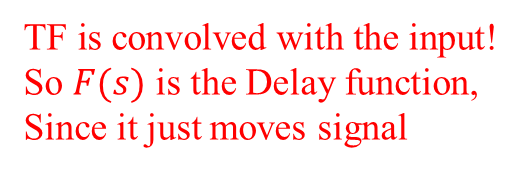 TF is convolved with the input!
So F(s) is the Delay function,
Since it just moves signal